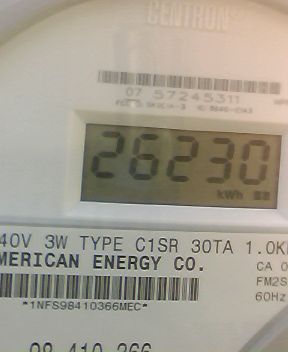 CENTRON
07 57245311
26230
kWh
40V 3W TYPE C1SR 30TA 1.0K
MERICAN ENERGY CO.
CA 0
FM2S
60Hz
*1NFS98410366MEC*
98 410 366